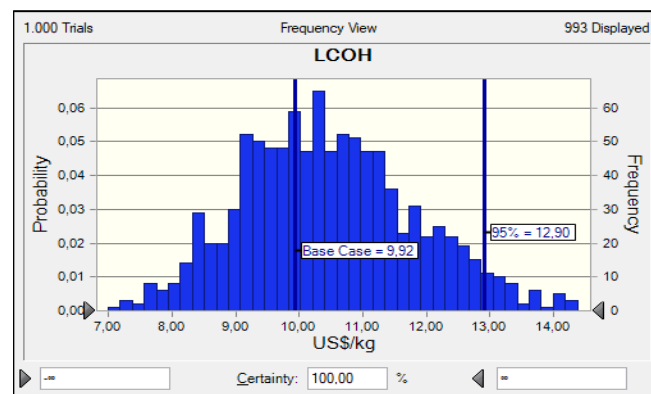 1.000 Trials Frequency View 993 Displayed
LCOH
0,06 60
0,05 50
0,04 40
0,03 30
0,02 20
0,01 10
0,00 0
Probability
Frequency
Base Case = 9,92
95% = 12,90
7,00 8,00 9,00 10,00 11,00 12,00 13,00 14,00
US$/kg
-∞ Certainty: 100,00 % ∞